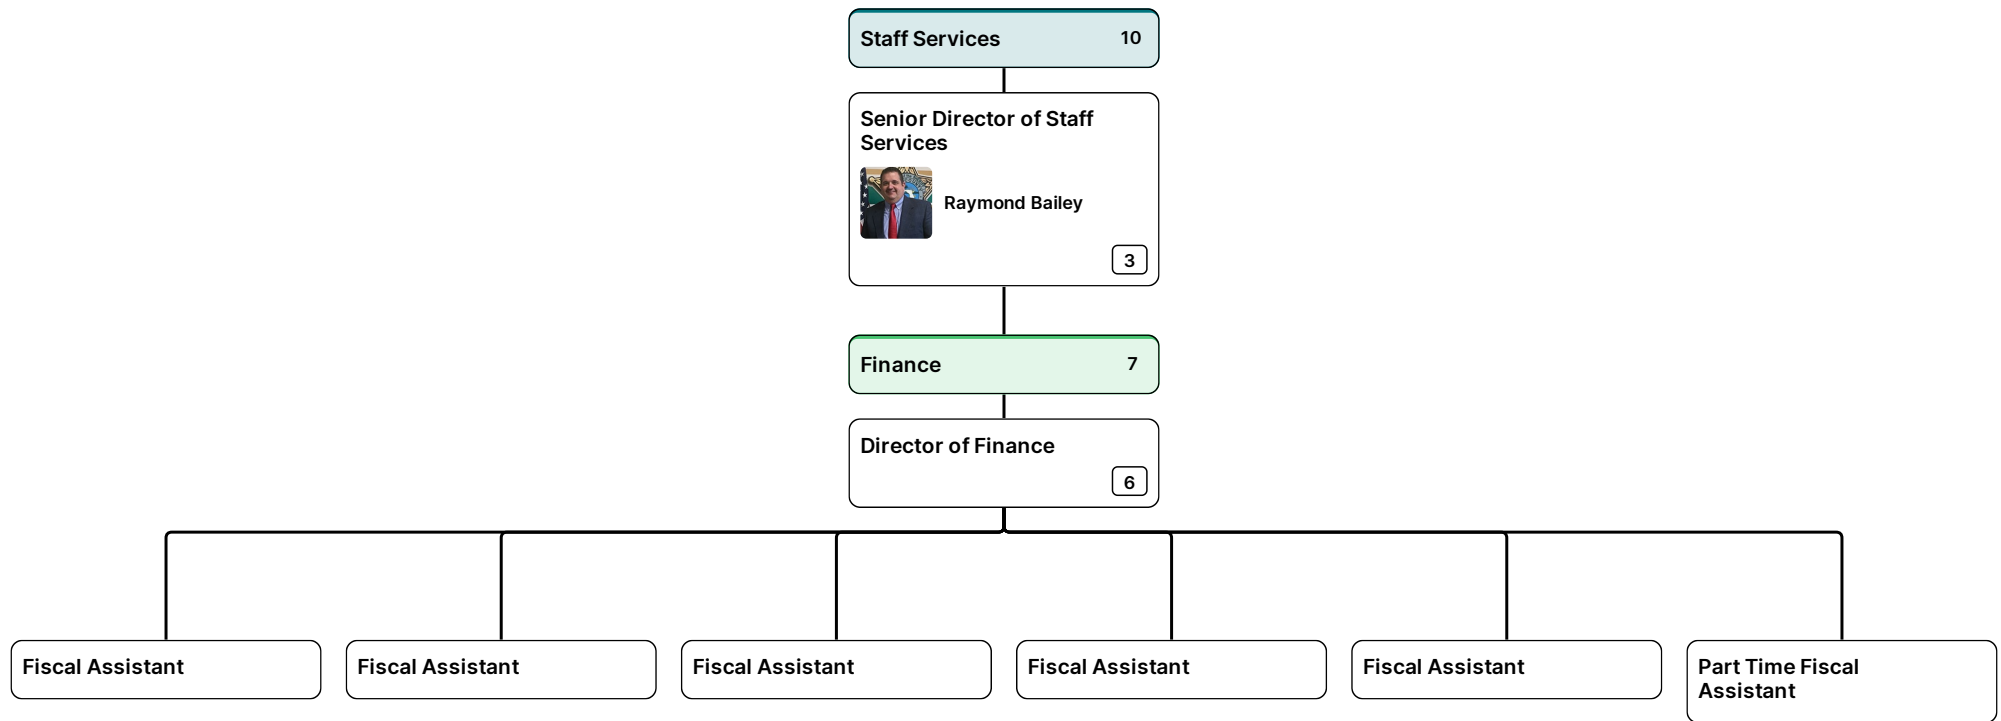 Staff Services 10
Senior Director of Staff
Services
Raymond Bailey
3
Finance 7
Director of Finance
6
Fiscal Assistant
Fiscal Assistant
Fiscal Assistant
Fiscal Assistant
Fiscal Assistant
Part Time Fiscal
Assistant